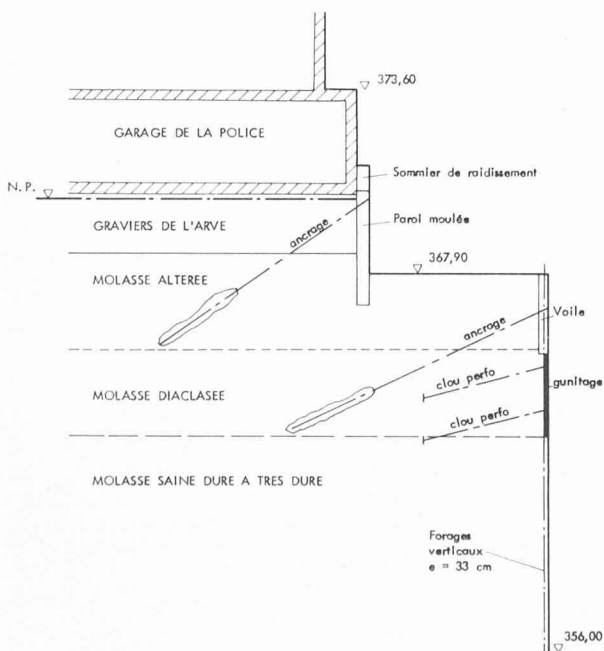 373,60
GARAGE DE LA POLICE
Sommier de raidissement
N.P.
Paroi moulée
GRAVIERS DE L'ARVE
ancrage
367,90
MOLASSE ALTEREE
Voile
ancrage
clou perfo
gunitage
MOLASSE DIACLASEE
clou perfo
MOLASSE SAINE DURE A TRES DURE
Forages
verticaux
e = 33 cm
356,00